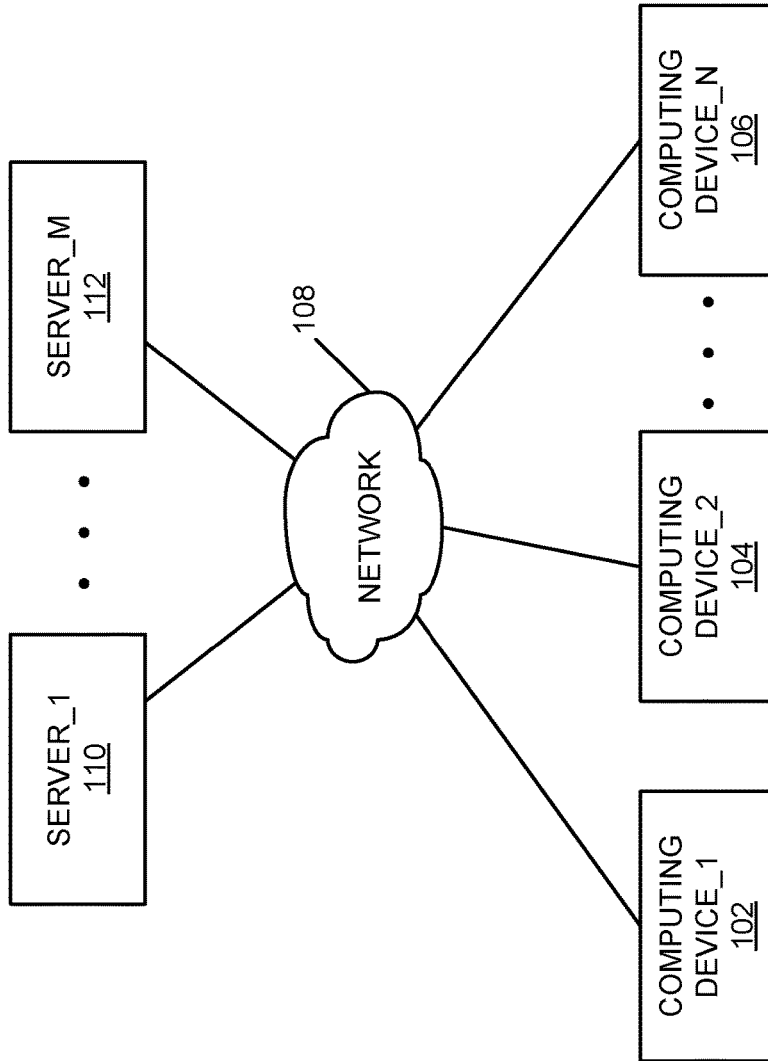 SERVER_1
110
SERVER_M
112
NETWORK
108
COMPUTING
DEVICE_1
102
COMPUTING
DEVICE_2
104
COMPUTING
DEVICE_N
106